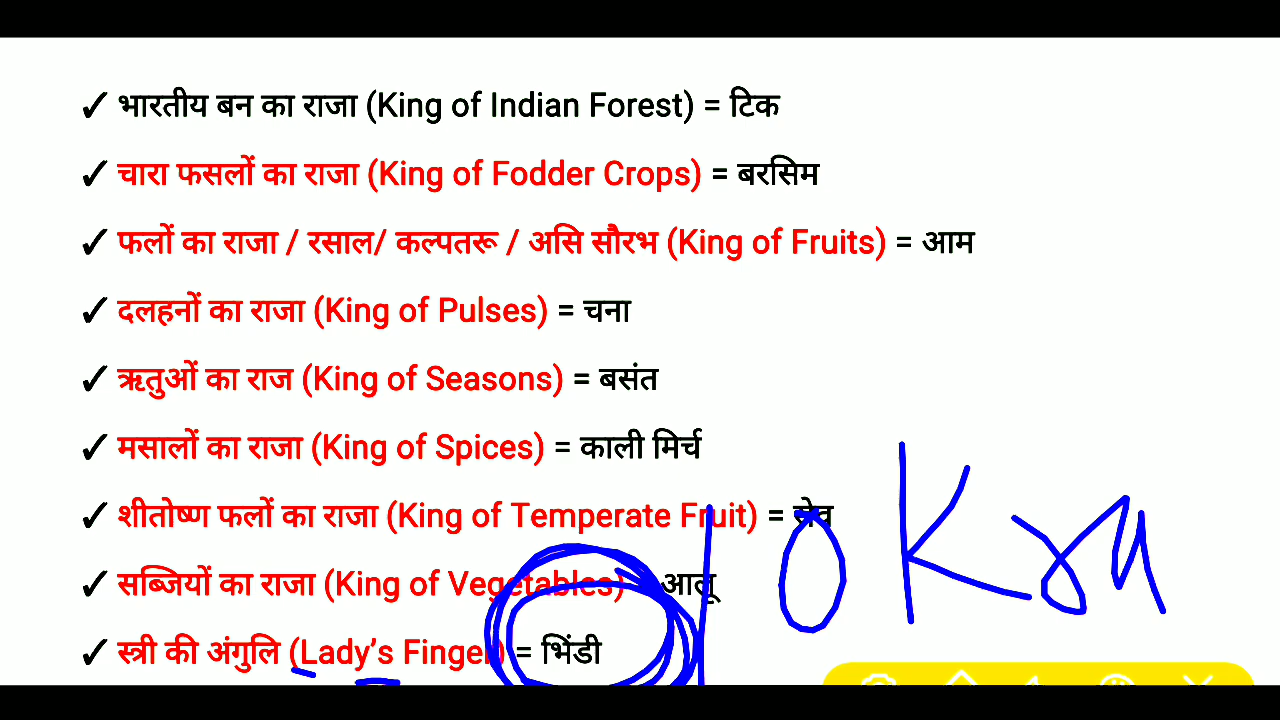 ✓ भारतीय बन का राजा (King of Indian Forest) = टिक
✓ चारा फसलों का राजा (King of Fodder Crops) = बरसिम
✓ फलों का राजा / रसाल/ कल्पतरू / असि सौरभ (King of Fruits) = आम
✓ दलहनों का राजा (King of Pulses) = चना
✓ ऋतुओं का राज (King of Seasons) = बसंत
✓ मसालों का राजा (King of Spices) = काली मिर्च
✓ शीतोष्ण फलों का राजा (King of Temperate Fruit) = सेव
✓ सब्जियों का राजा (King of Vegetables) = आलू
okra
✓ स्त्री की अंगुलि (Lady's Finger) = भिंडी